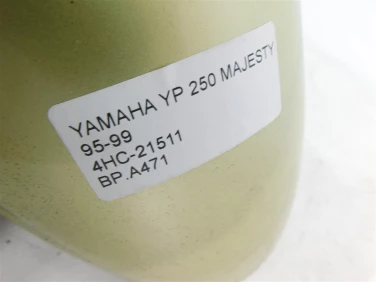 YAMAHA YP 250 MAJESTY
95-99
4HC-21511
BP.A471